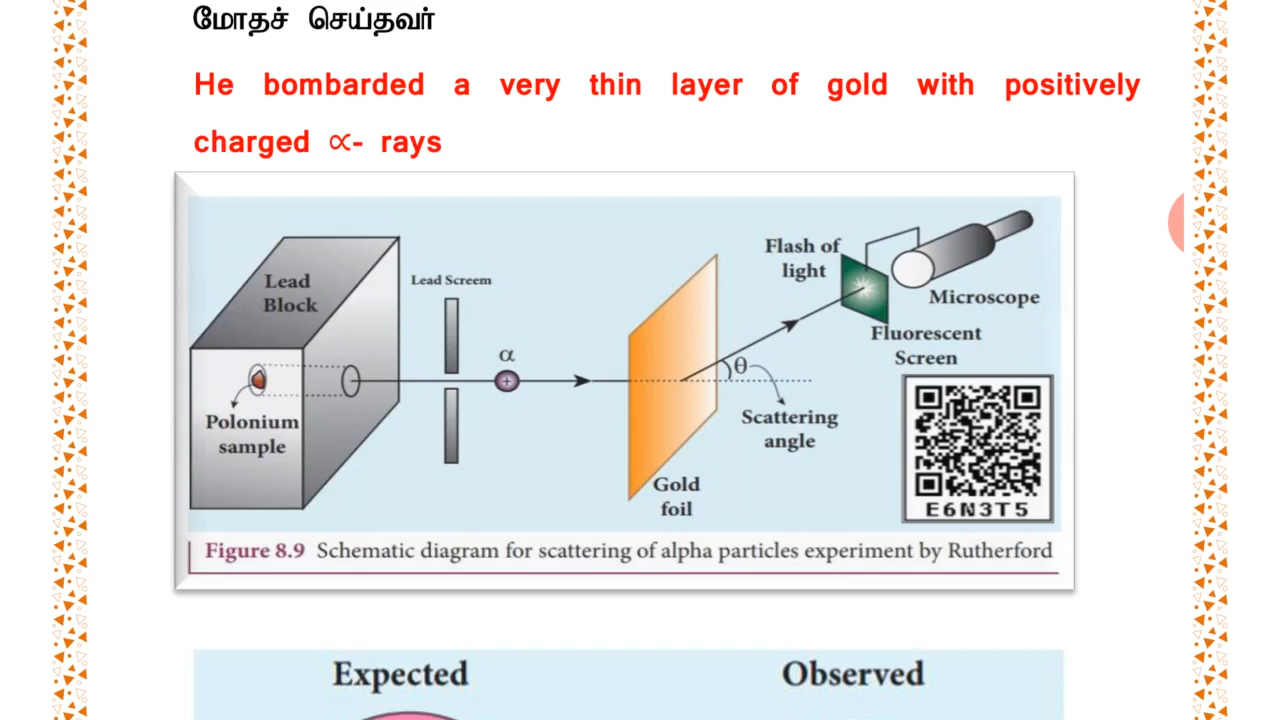 மோதச் செய்தவர்
He bombarded a very thin layer of gold with positively
charged ∝- rays
Lead
Block
Lead Screem
α
+
Flash of
light
Microscope
Fluorescent
Screen
θ
Polonium
sample
Scattering
angle
Gold
foil
E6N3T5
Figure 8.9 Schematic diagram for scattering of alpha particles experiment by Rutherford
Expected
Observed